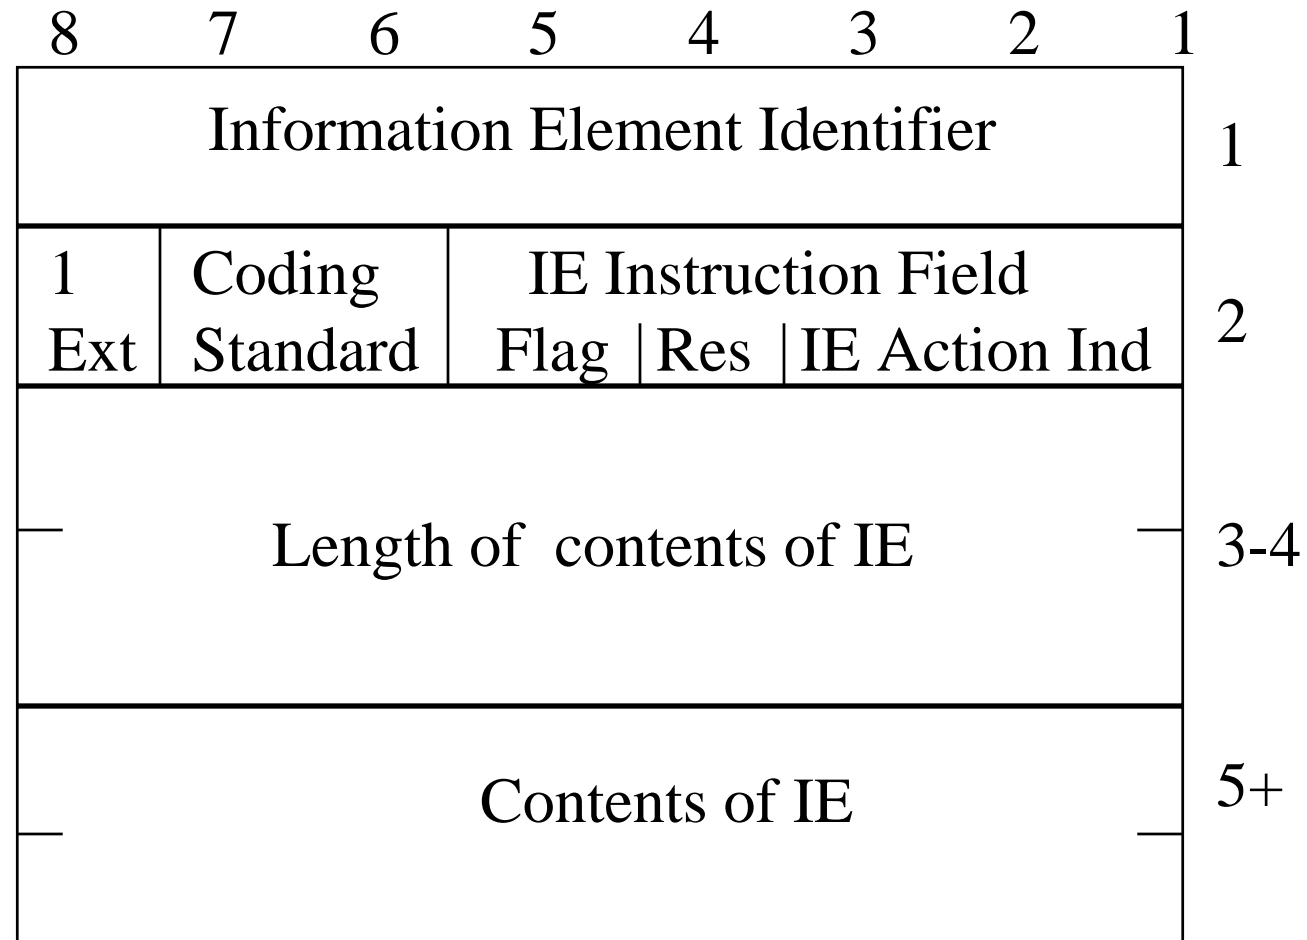 8 7 6 5 4 3 2 1
Information Element Identifier 1
1 Coding IE Instruction Field
Ext Standard Flag Res IE Action Ind 2
Length of contents of IE 3-4
Contents of IE 5+